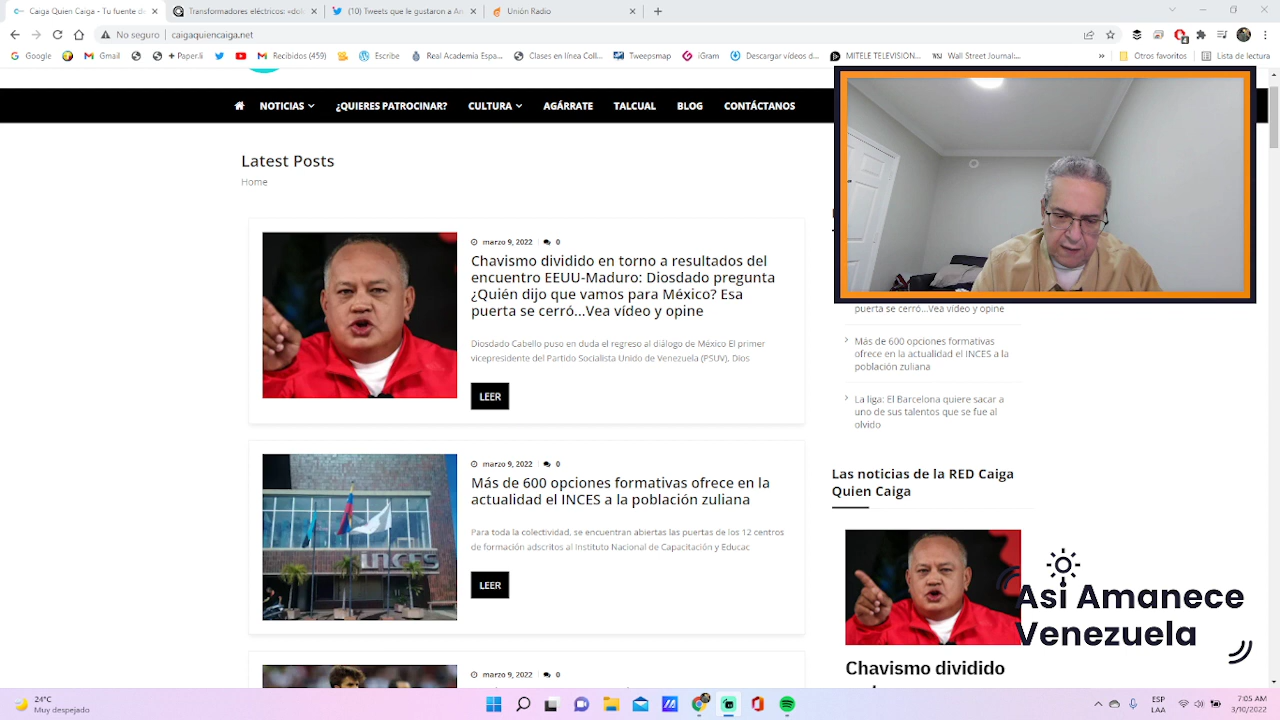 Caiga Quien Caiga - Tu fuente de
Transformadores eléctricos: «dolo
(10) Tweets que le gustaron a An
Unión Radio
No seguro
caigaquiencaiga.net
Google
Gmail
+ Paper.li
Recibidos (459)
Escribe
Real Academia Espa...
Clases en línea Coll...
Tweepsmap
iGram
Descargar vídeos d...
MITELE TELEVISION
Wall Street Journal:...
»
Otros favoritos
Lista de lectura
NOTICIAS
¿QUIERES PATROCINAR?
CULTURA
AGÁRRATE
TALCUAL
BLOG
CONTÁCTANOS
Latest Posts
Home
marzo 9, 2022
0
Chavismo dividido en torno a resultados del
encuentro EEUU-Maduro: Diosdado pregunta
¿Quién dijo que vamos para México? Esa
puerta se cerró...Vea vídeo y opine
Diosdado Cabello puso en duda el regreso al diálogo de México El primer
vicepresidente del Partido Socialista Unido de Venezuela (PSUV), Dios
LEER
INCES
marzo 9, 2022
0
Más de 600 opciones formativas ofrece en la
actualidad el INCES a la población zuliana
Para toda la colectividad, se encuentran abiertas las puertas de los 12 centros
de formación adscritos al Instituto Nacional de Capacitación y Educac
LEER
marzo 9, 2022
0
puerta se cerró...Vea vídeo y opine
Más de 600 opciones formativas
ofrece en la actualidad el INCES a la
población zuliana
La liga: El Barcelona quiere sacar a
uno de sus talentos que se fue al
olvido
Las noticias de la RED Caiga
Quien Caiga
Así Amanece
Venezuela
Chavismo dividido
24°C
Muy despejado
ESP
LAA
7:05 AM
3/10/2022